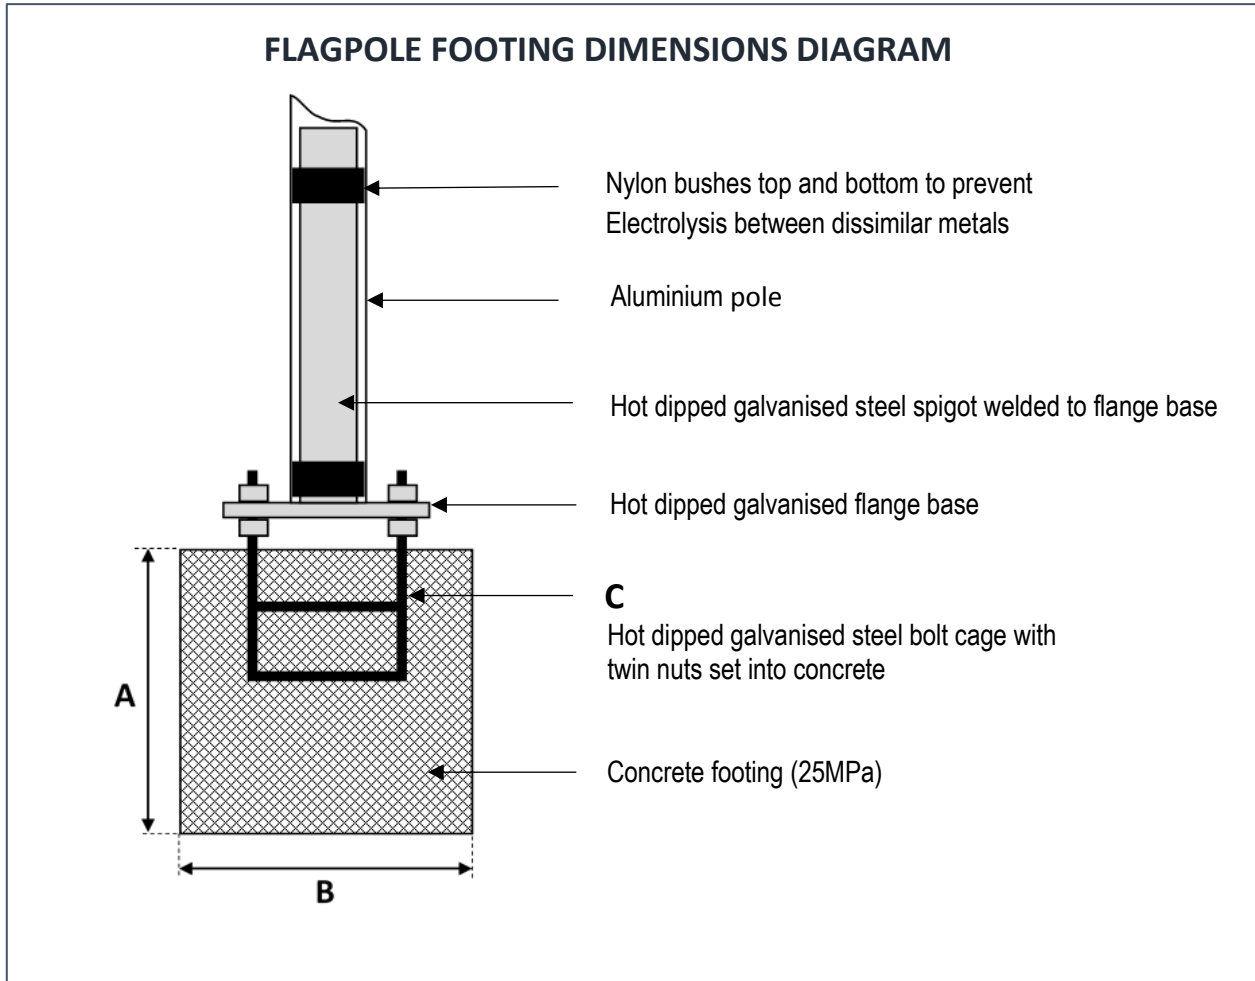 FLAGPOLE FOOTING DIMENSIONS DIAGRAM
Nylon bushes top and bottom to prevent
Electrolysis between dissimilar metals
Aluminium pole
Hot dipped galvanised steel spigot welded to flange base
Hot dipped galvanised flange base
C
Hot dipped galvanised steel bolt cage with
twin nuts set into concrete
A
Concrete footing (25MPa)
B